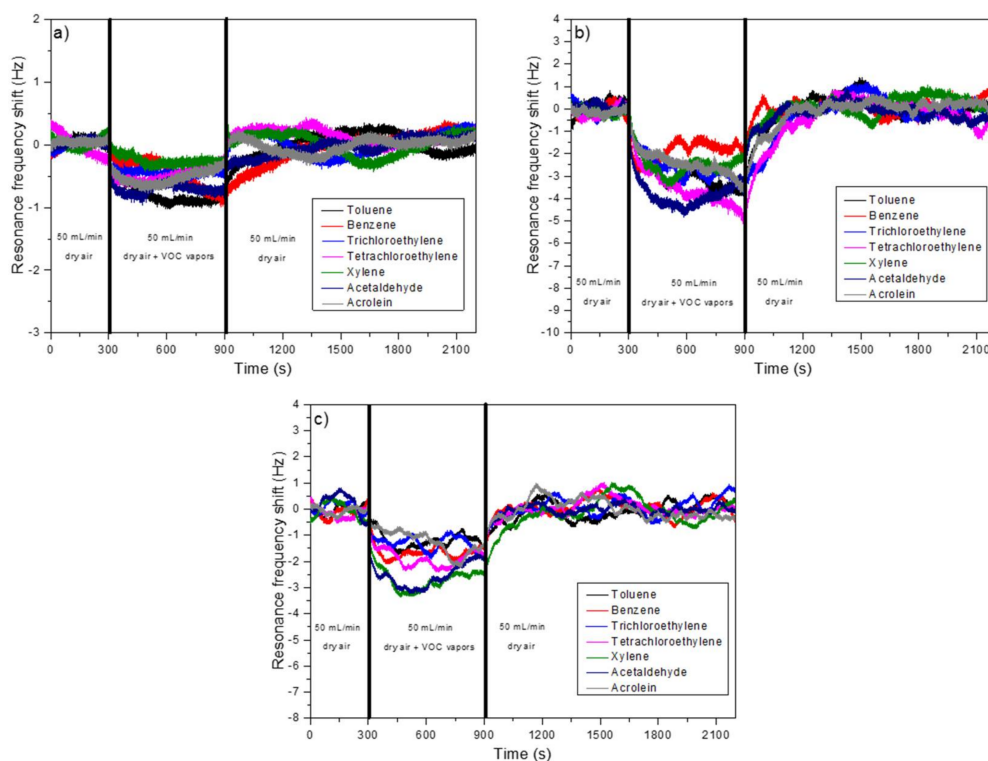 a)
Resonance frequency shift (Hz)
2
1
0
-1
-2
-3
50 mL/min
dry air
50 mL/min
dry air + VOC vapors
50 mL/min
dry air
Toluene
Benzene
Trichloroethylene
Tetrachloroethylene
Xylene
Acetaldehyde
Acrolein
0 300 600 900 1200 1500 1800 2100
Time (s)
b)
Resonance frequency shift (Hz)
4
3
2
1
0
-1
-2
-3
-4
-5
-6
-7
-8
-9
-10
50 mL/min
dry air
50 mL/min
dry air + VOC vapors
50 mL/min
dry air
Toluene
Benzene
Trichloroethylene
Tetrachloroethylene
Xylene
Acetaldehyde
Acrolein
0 300 600 900 1200 1500 1800 2100
Time (s)
c)
Resonance frequency shift (Hz)
4
3
2
1
0
-1
-2
-3
-4
-5
-6
-7
-8
50 mL/min
dry air
50 mL/min
dry air + VOC vapors
50 mL/min
dry air
Toluene
Benzene
Trichloroethylene
Tetrachloroethylene
Xylene
Acetaldehyde
Acrolein
0 300 600 900 1200 1500 1800 2100
Time (s)